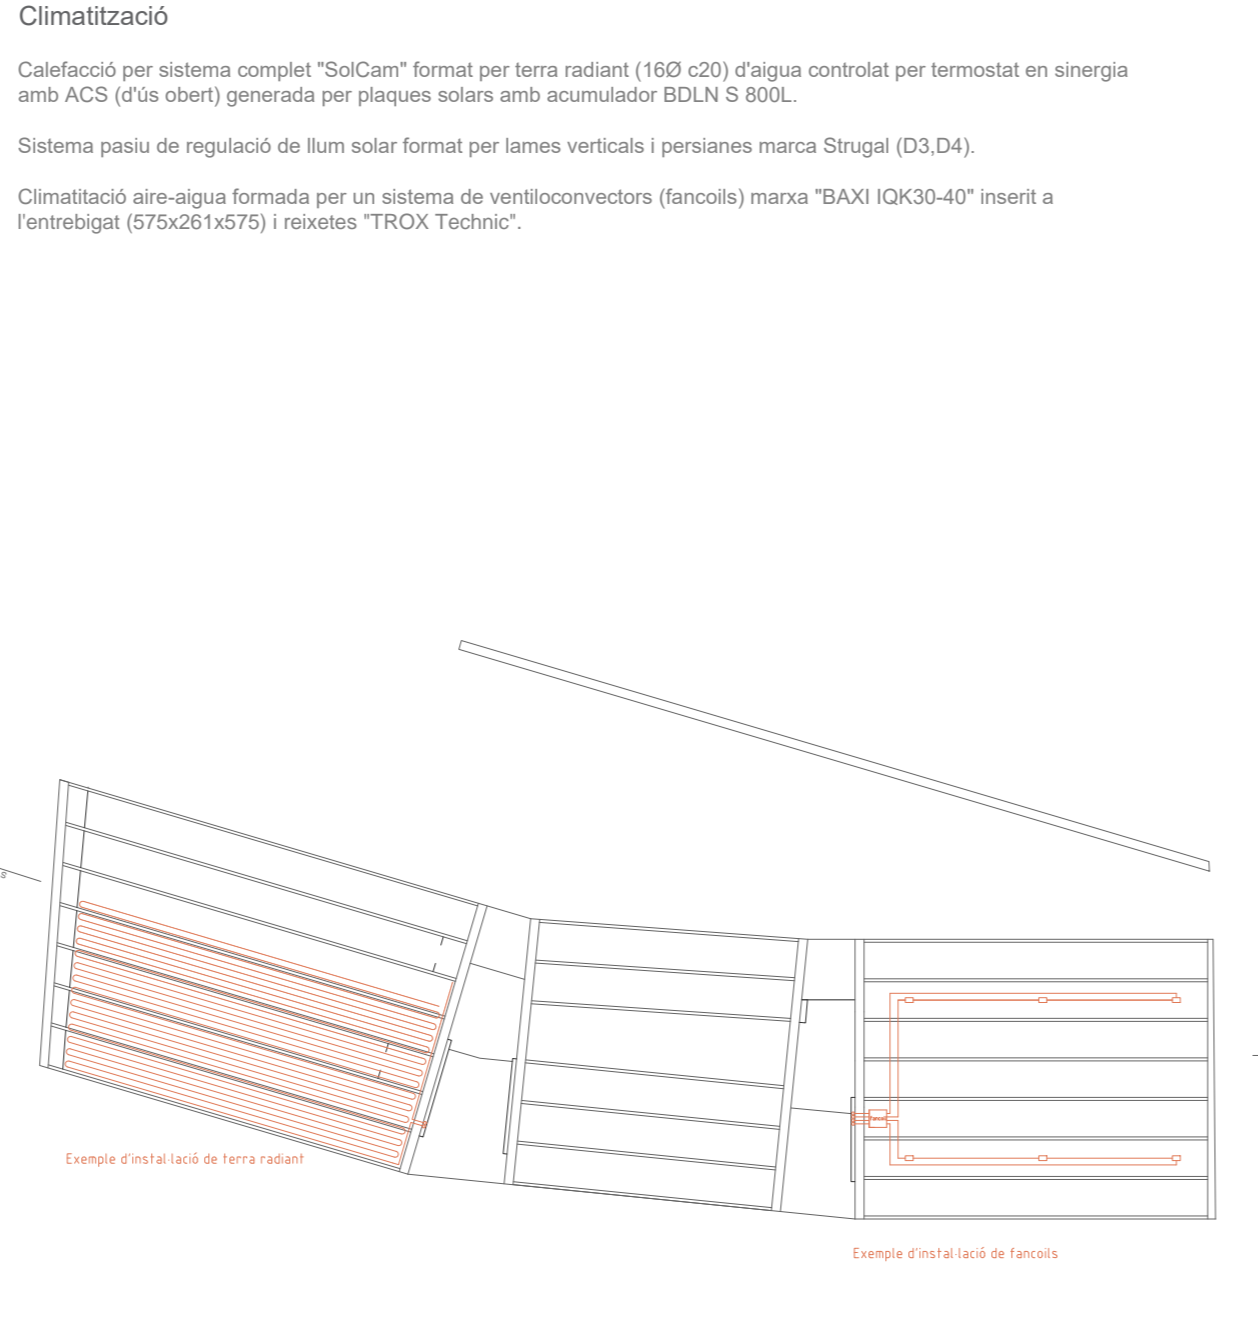 Climatització
Calefacció per sistema complet "SolCam" format per terra radiant (16Ø c20) d'aigua controlat per termostat en sinergia
amb ACS (d'ús obert) generada per plaques solars amb acumulador BDLN S 800L.
Sistema pasiu de regulació de llum solar format per lames verticals i persianes marca Strugal (D3,D4).
Climatitació aire-aigua formada per un sistema de ventiloconvectors (fancoils) marxa "BAXI IQK30-40" inserit a
l'entrebigat (575x261x575) i reixetes "TROX Technic".
s
fancoil
Exemple d'instal·lació de terra radiant
Exemple d'instal·lació de fancoils